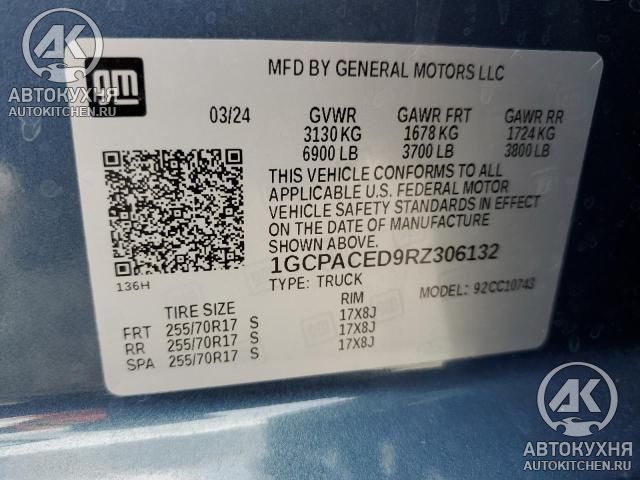 AK
АВТОКУХНЯ
AUTOKITCHEN.RU
gm
MFD BY GENERAL MOTORS LLC
03/24 GVWR GAWR FRT GAWR RR
3130 KG 1678 KG 1724 KG
6900 LB 3700 LB 3800 LB
THIS VEHICLE CONFORMS TO ALL
APPLICABLE U.S. FEDERAL MOTOR
VEHICLE SAFETY STANDARDS IN EFFECT
ON THE DATE OF MANUFACTURE
SHOWN ABOVE.
1GCPACED9RZ306132
136H
TYPE: TRUCK MODEL: 92CC10743
TIRE SIZE RIM
FRT 255/70R17 S 17X8J
RR 255/70R17 S 17X8J
SPA 255/70R17 S 17X8J
AK
АВТОКУХНЯ
AUTOKITCHEN.RU